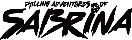 CHILLING ADVENTURES OF
SABRINA